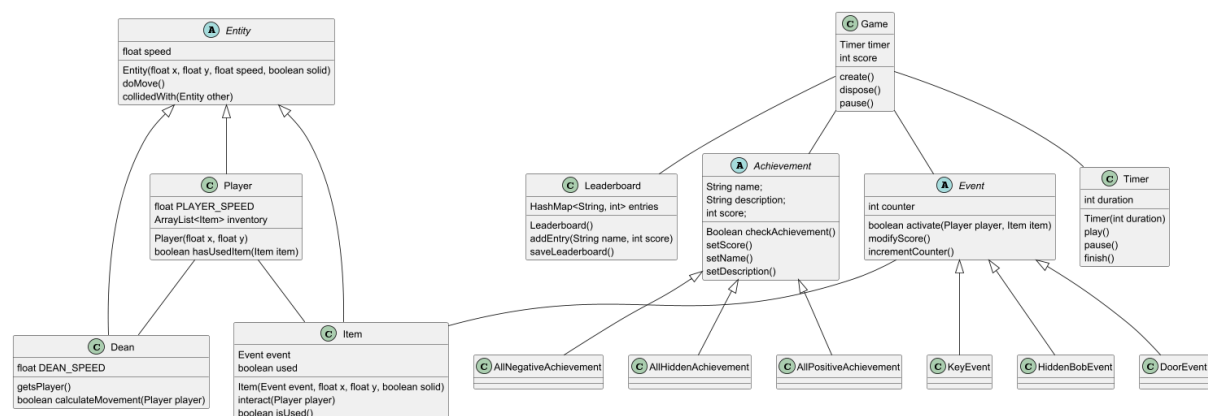 A Entity
float speed
Entity(float x, float y, float speed, boolean solid)
doMove()
collidedWith(Entity other)
C Game
Timer timer
int score
create()
dispose()
pause()
C Player
float PLAYER_SPEED
ArrayList<Item> inventory
Player(float x, float y)
boolean hasUsedItem(Item item)
C Leaderboard
HashMap<String, int> entries
Leaderboard()
addEntry(String name, int score)
saveLeaderboard()
A Achievement
String name;
String description;
int score;
Boolean checkAchievement()
setScore()
setName()
setDescription()
A Event
int counter
boolean activate(Player player, Item item)
modifyScore()
incrementCounter()
C Timer
int duration
Timer(int duration)
play()
pause()
finish()
C Dean
float DEAN_SPEED
getsPlayer()
boolean calculateMovement(Player player)
C Item
Event event
boolean used
Item(Event event, float x, float y, boolean solid)
interact(Player player)
boolean isUsed()
C AllNegativeAchievement
C AllHiddenAchievement
C AllPositiveAchievement
C KeyEvent
C HiddenBobEvent
C DoorEvent